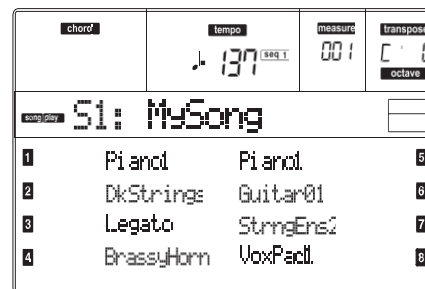 chord tempo measure transpose
♩ 137 seq 1 001 C
octave
song play S1: MySong
1 Piano1 Piano1 5
2 DkStrings Guitar01 6
3 Legato StrngEns2 7
4 BrassyHorn VoxPad1 8